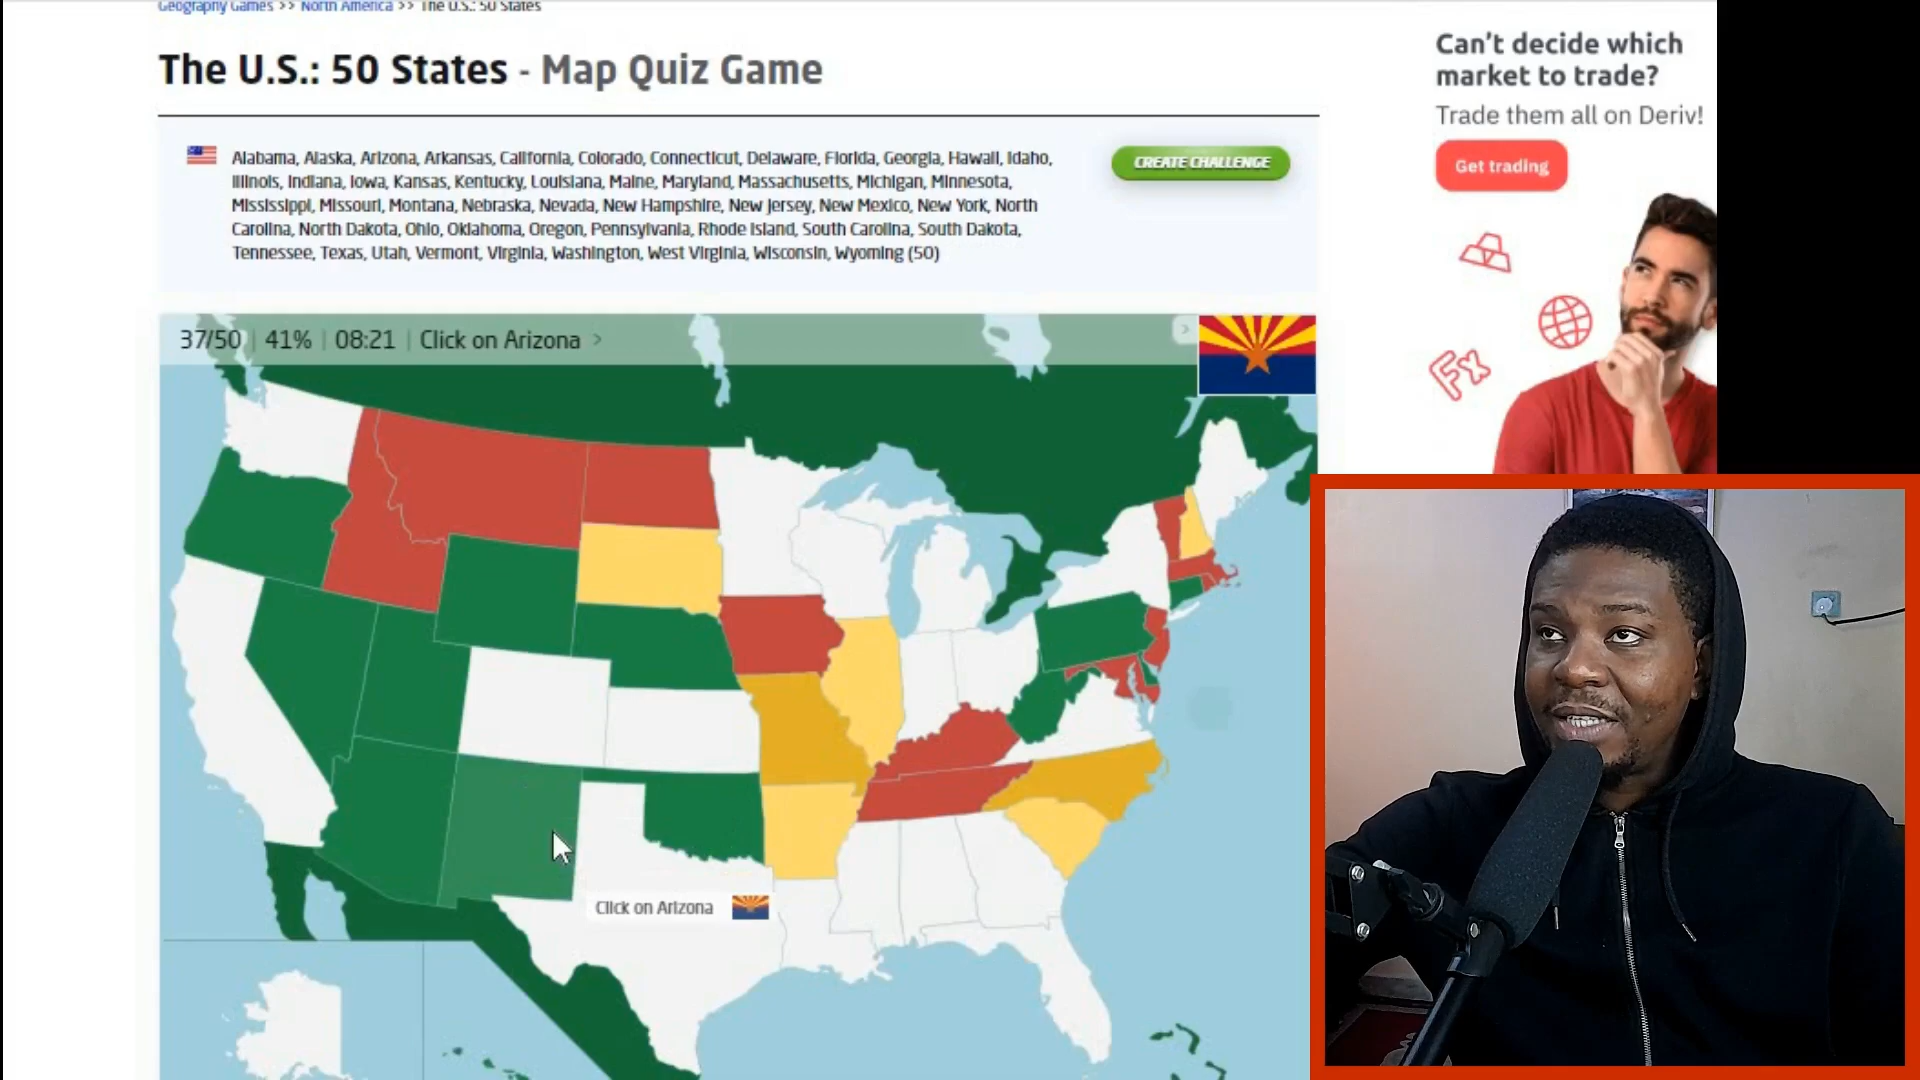 Geography Games >> North America >> The U.S.: 50 States
The U.S.: 50 States - Map Quiz Game
Alabama, Alaska, Arizona, Arkansas, California, Colorado, Connecticut, Delaware, Florida, Georgia, Hawaii, Idaho,
Illinois, Indiana, Iowa, Kansas, Kentucky, Louisiana, Maine, Maryland, Massachusetts, Michigan, Minnesota,
Mississippi, Missouri, Montana, Nebraska, Nevada, New Hampshire, New Jersey, New Mexico, New York, North
Carolina, North Dakota, Ohio, Oklahoma, Oregon, Pennsylvania, Rhode Island, South Carolina, South Dakota,
Tennessee, Texas, Utah, Vermont, Virginia, Washington, West Virginia, Wisconsin, Wyoming (50)
CREATE CHALLENGE
37/50 | 41% | 08:21 | Click on Arizona >
Click on Arizona
Can't decide which
market to trade?
Trade them all on Deriv!
Get trading
Fx